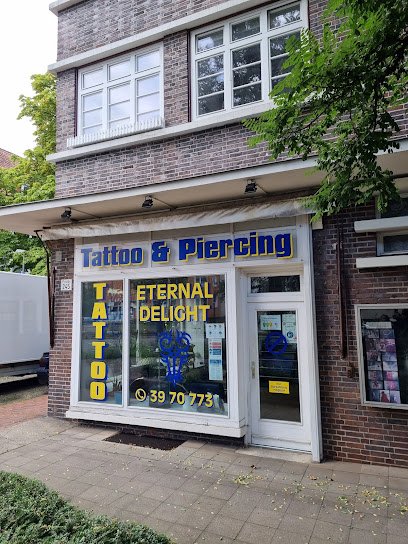 Tattoo & Piercing
TATTOO
ETERNAL
DELIGHT
39 70 773